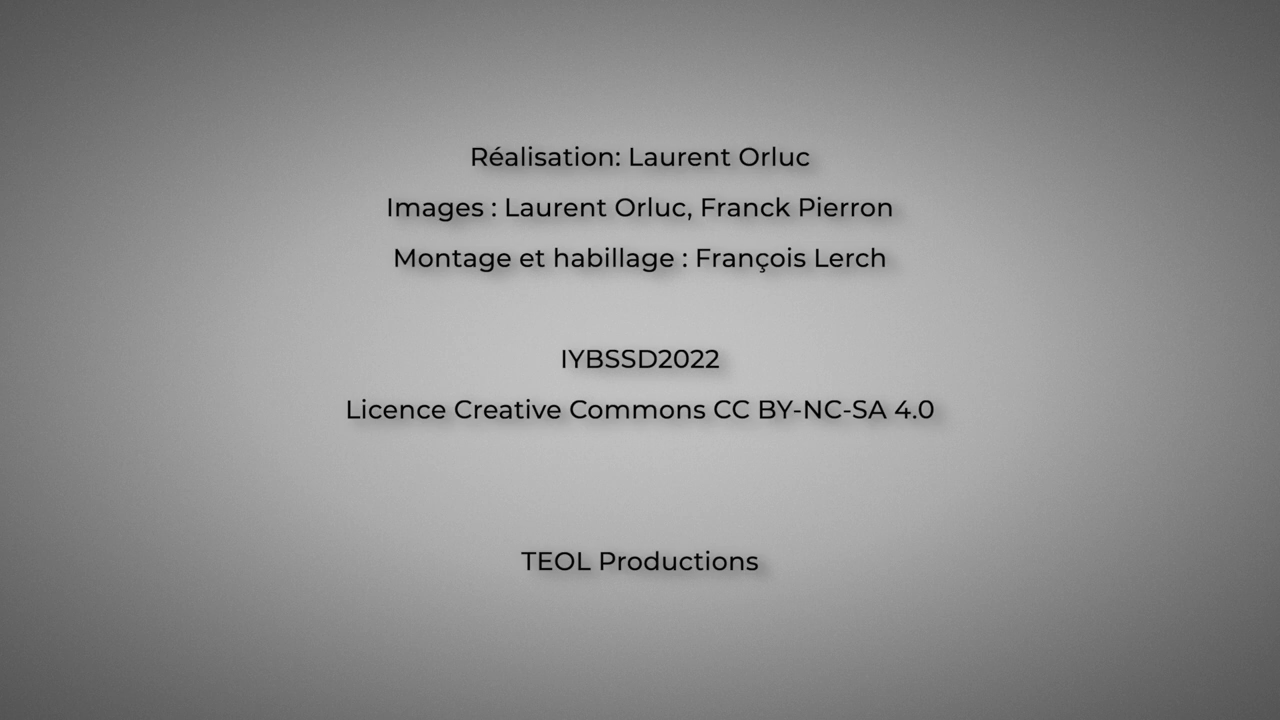 Réalisation: Laurent Orluc
Images : Laurent Orluc, Franck Pierron
Montage et habillage : François Lerch
IYBSSD2022
Licence Creative Commons CC BY-NC-SA 4.0
TEOL Productions